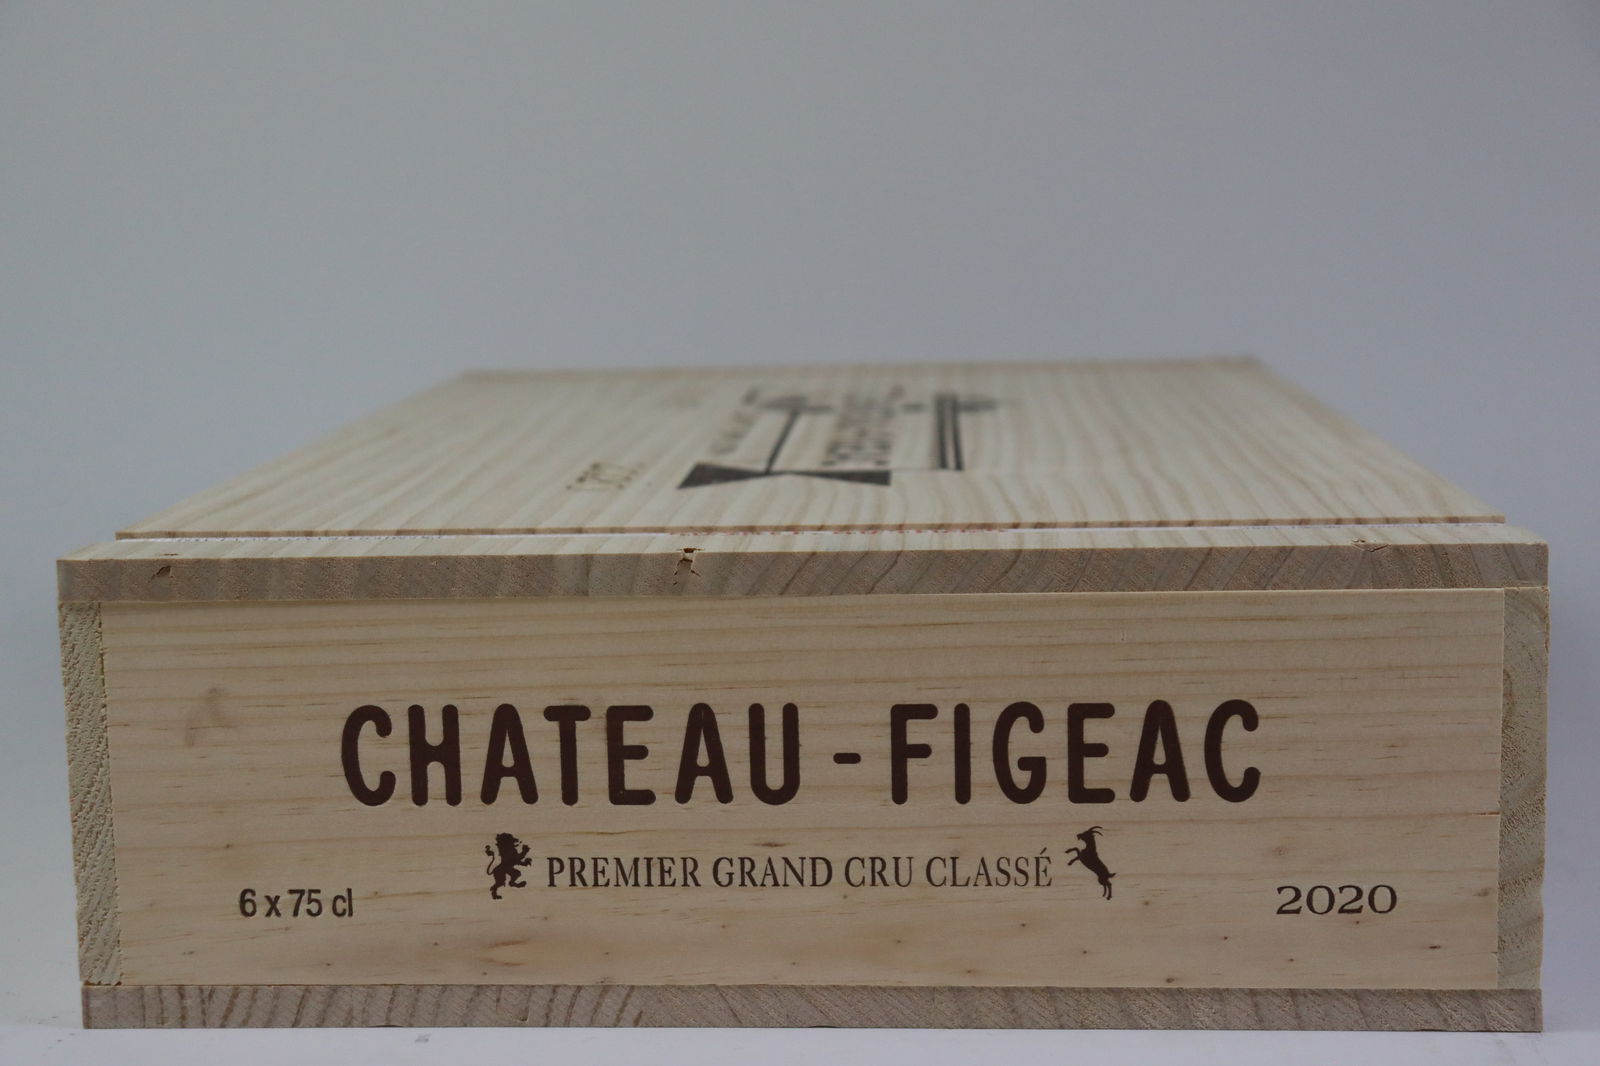 CHATEAU - FIGEAC
PREMIER GRAND CRU CLASSÉ
6 x 75 cl
2020